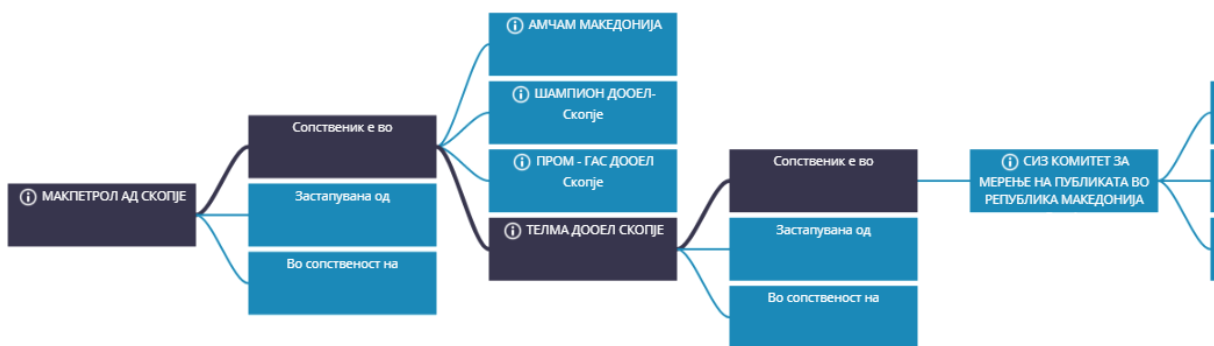 АМЧАМ МАКЕДОНИЈА
ШАМПИОН ДООЕЛ-
Скопје
Сопственик е во
ПРОМ - ГАС ДООЕЛ
Скопје
Сопственик е во
СИЗ КОМИТЕТ ЗА
МЕРЕЊЕ НА ПУБЛИКАТА ВО
РЕПУБЛИКА МАКЕДОНИЈА
МАКПЕТРОЛ АД СКОПЈЕ
Застапувана од
ТЕЛМА ДООЕЛ СКОПЈЕ
Застапувана од
Во сопственост на
Во сопственост на